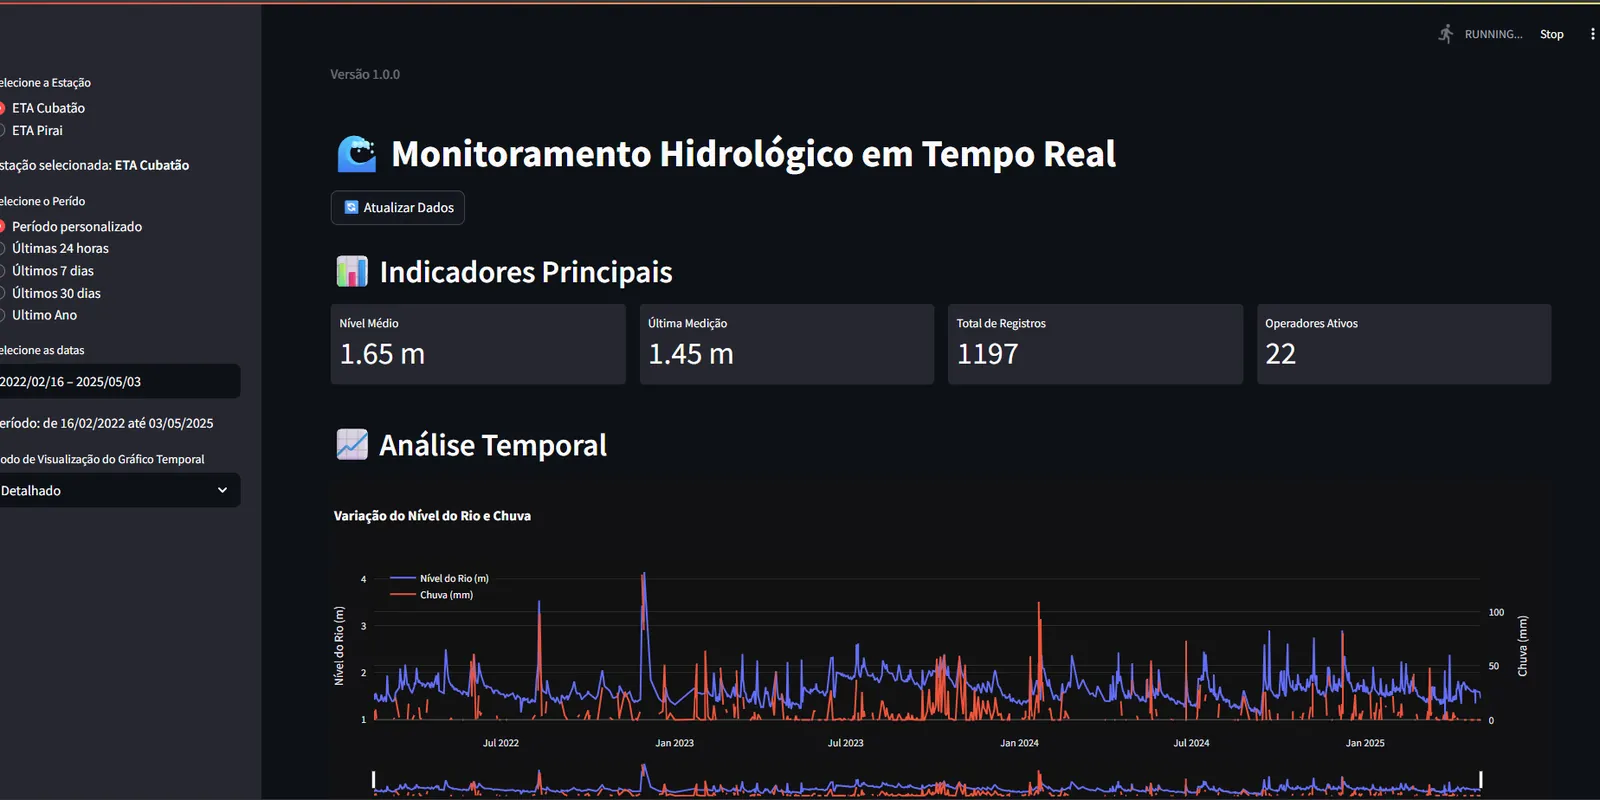 RUNNING...
Stop
elecione a Estação
ETA Cubatão
ETA Pirai
stação selecionada: ETA Cubatão
elecione o Perído
Período personalizado
Últimas 24 horas
Últimos 7 dias
Últimos 30 dias
Ultimo Ano
elecione as datas
2022/02/16 – 2025/05/03
eríodo: de 16/02/2022 até 03/05/2025
odo de Visualização do Gráfico Temporal
Detalhado
Versão 1.0.0
Monitoramento Hidrológico em Tempo Real
Atualizar Dados
Indicadores Principais
Nível Médio
1.65 m
Última Medição
1.45 m
Total de Registros
1197
Operadores Ativos
22
Análise Temporal
Variação do Nível do Rio e Chuva
Nível do Rio (m)
Chuva (mm)
Nível do Rio (m)
4
3
2
1
100
50
0
Chuva (mm)
Jul 2022
Jan 2023
Jul 2023
Jan 2024
Jul 2024
Jan 2025